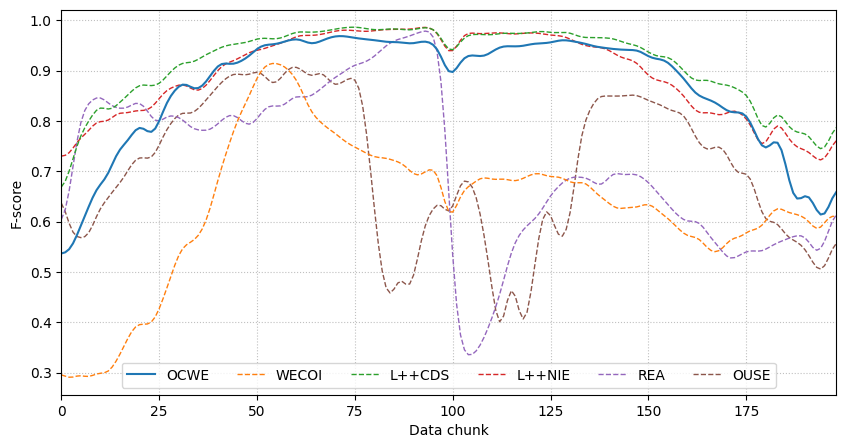 1.0
0.9
0.8
0.7
0.6
0.5
0.4
0.3
F-score
OCWE WECOI L++CDS L++NIE REA OUSE
0 25 50 75 100 125 150 175
Data chunk